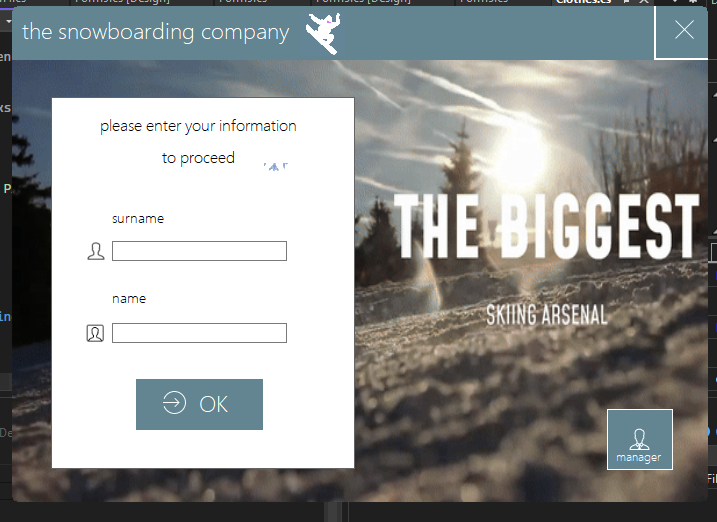 the snowboarding company
please enter your information
to proceed
surname
name
OK
THE BIGGEST
SKIING ARSENAL
manager